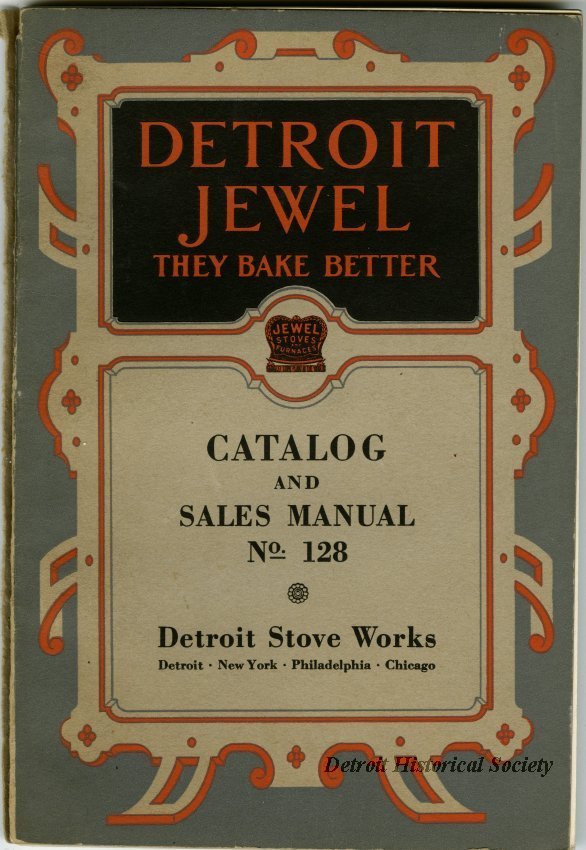 DETROIT
JEWEL
THEY BAKE BETTER
JEWEL
STOVES
AND
FURNACES
CATALOG
AND
SALES MANUAL
No. 128
Detroit Stove Works
Detroit · New York · Philadelphia · Chicago
Detroit Historical Society